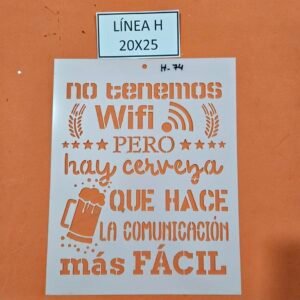 LÍNEA H
20X25
H-74
no tenemos
Wifi
PERO
hay cerveza
QUE HACE
LA COMUNICACIÓN
más FÁCIL